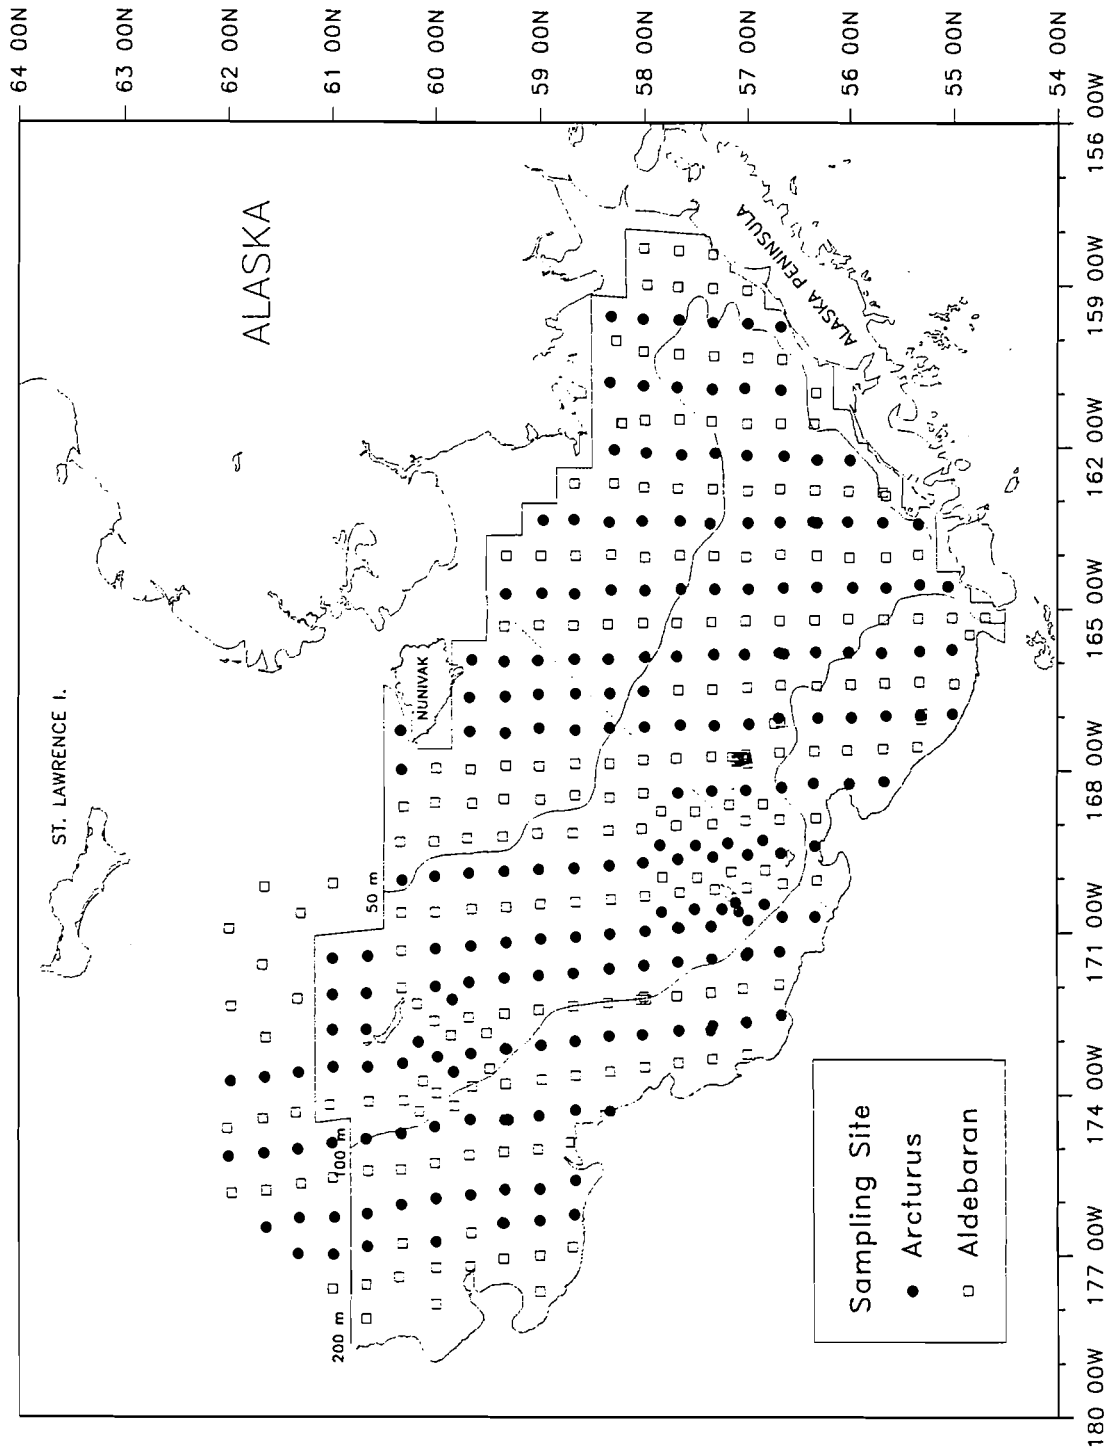 64 00N
63 00N
62 00N
61 00N
60 00N
59 00N
58 00N
57 00N
56 00N
55 00N
54 00N
180 00W
177 00W
174 00W
171 00W
168 00W
165 00W
162 00W
159 00W
156 00W
ST. LAWRENCE I.
ALASKA
NUNIVAK
ALASKA PENINSULA
50 m
100 m
200 m
Sampling Site
Arcturus
Aldebaran